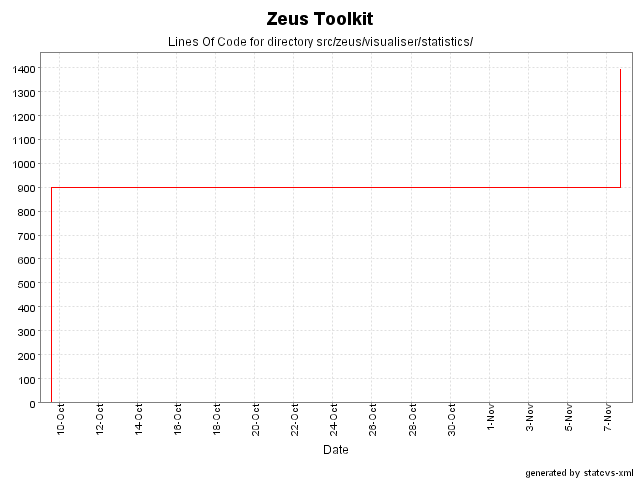 Zeus Toolkit
Lines Of Code for directory src/zeus/visualiser/statistics/
1400
1300
1200
1100
1000
900
800
700
600
500
400
300
200
100
0
10-Oct
12-Oct
14-Oct
16-Oct
18-Oct
20-Oct
22-Oct
24-Oct
26-Oct
28-Oct
30-Oct
1-Nov
3-Nov
5-Nov
7-Nov
Date
generated by statcvs-xml